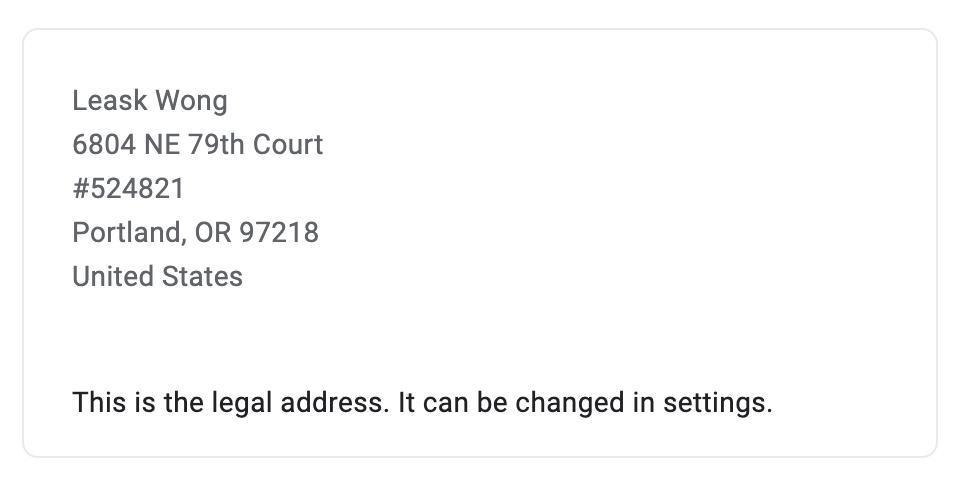 Leask Wong
6804 NE 79th Court
#524821
Portland, OR 97218
United States
This is the legal address. It can be changed in settings.